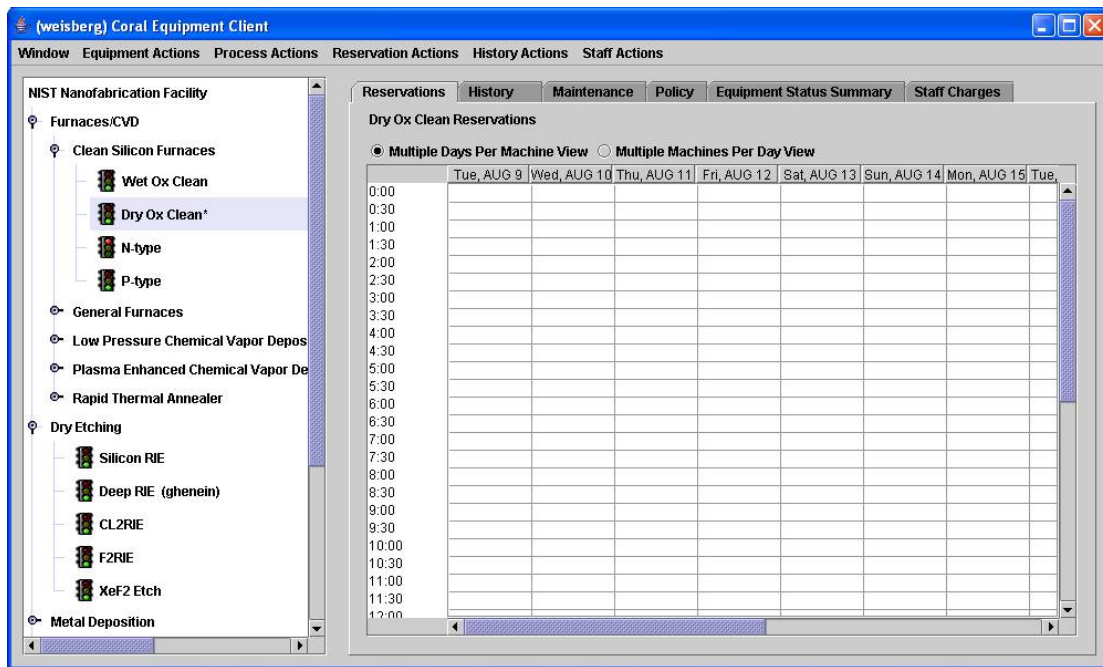 (weisberg) Coral Equipment Client
Window Equipment Actions Process Actions Reservation Actions History Actions Staff Actions
NIST Nanofabrication Facility
Furnaces/CVD
Clean Silicon Furnaces
Wet Ox Clean
Dry Ox Clean*
N-type
P-type
General Furnaces
Low Pressure Chemical Vapor Depos
Plasma Enhanced Chemical Vapor De
Rapid Thermal Annealer
Dry Etching
Silicon RIE
Deep RIE (ghenein)
CL2RIE
F2RIE
XeF2 Etch
Metal Deposition
Reservations History Maintenance Policy Equipment Status Summary Staff Charges
Dry Ox Clean Reservations
Multiple Days Per Machine View Multiple Machines Per Day View
Tue, AUG 9 Wed, AUG 10 Thu, AUG 11 Fri, AUG 12 Sat, AUG 13 Sun, AUG 14 Mon, AUG 15 Tue,
0:00
0:30
1:00
1:30
2:00
2:30
3:00
3:30
4:00
4:30
5:00
5:30
6:00
6:30
7:00
7:30
8:00
8:30
9:00
9:30
10:00
10:30
11:00
11:30
12:00